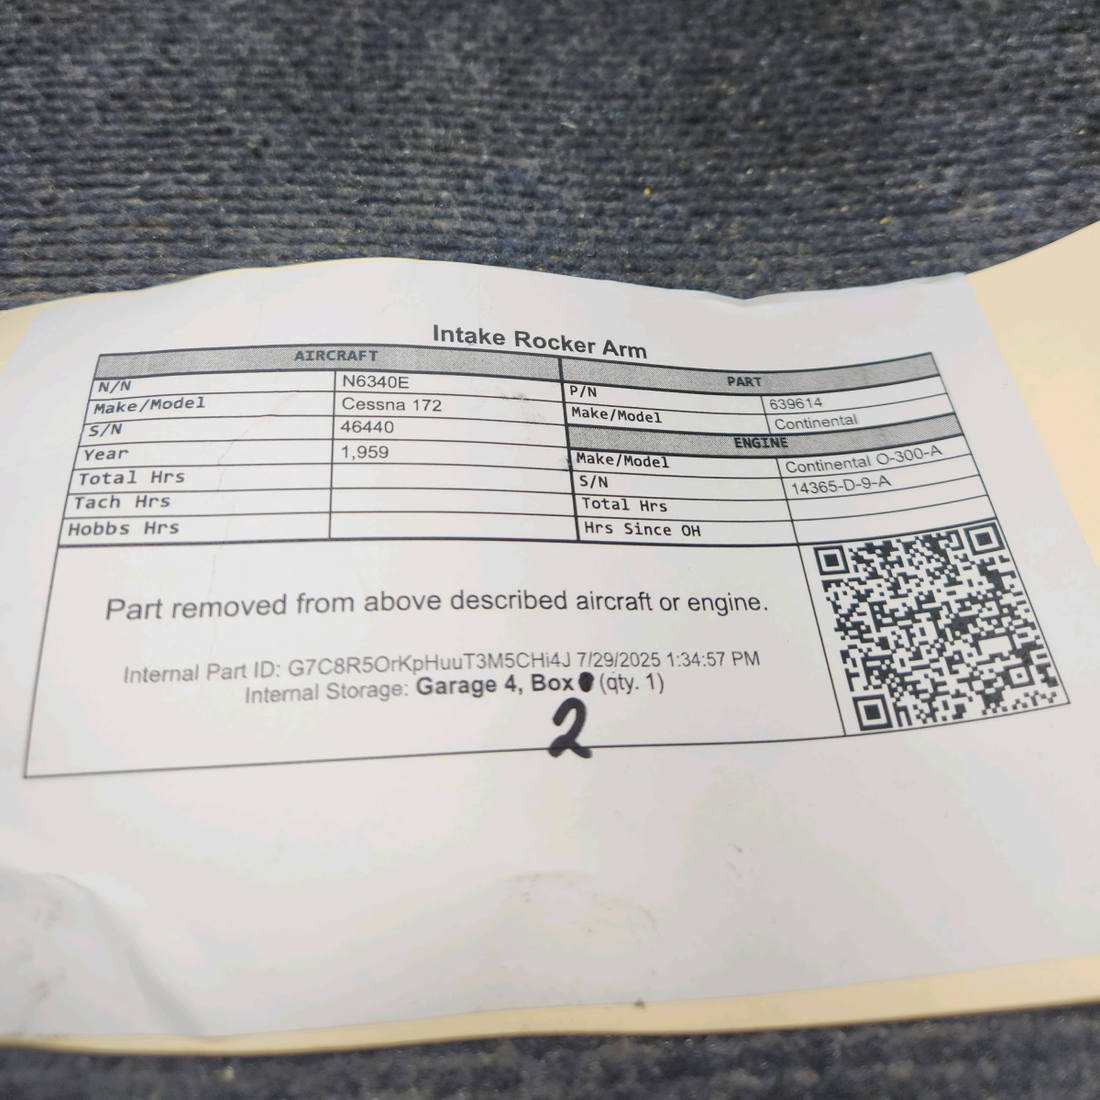 Intake Rocker Arm
AIRCRAFT
N/N N6340E
Make/Model Cessna 172
S/N 46440
Year 1,959
Total Hrs
Tach Hrs
Hobbs Hrs
PART
P/N 639614
Make/Model Continental
ENGINE
Make/Model Continental O-300-A
S/N 14365-D-9-A
Total Hrs
Hrs Since OH
Part removed from above described aircraft or engine.
Internal Part ID: G7C8R5OrKpHuuT3M5CHi4J 7/29/2025 1:34:57 PM
Internal Storage: Garage 4, Box (qty. 1)
2